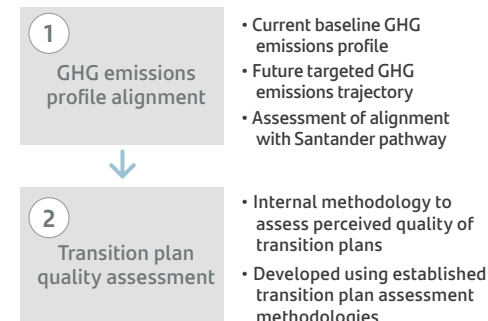 1
GHG emissions
profile alignment
• Current baseline GHG
emissions profile
• Future targeted GHG
emissions trajectory
• Assessment of alignment
with Santander pathway
2
Transition plan
quality assessment
• Internal methodology to
assess perceived quality of
transition plans
• Developed using established
transition plan assessment
methodologies